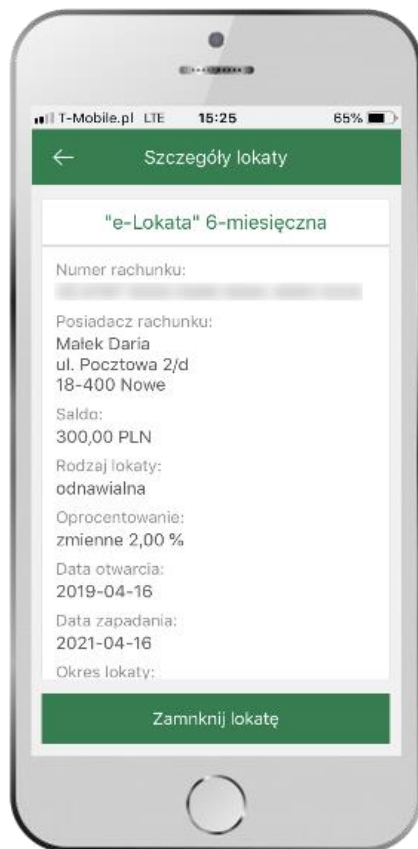 T-Mobile.pl LTE 15:25 65%
Szczegóły lokaty
"e-Lokata" 6-miesięczna
Numer rachunku:
Posiadacz rachunku:
Małek Daria
ul. Pocztowa 2/d
18-400 Nowe
Saldo:
300,00 PLN
Rodzaj lokaty:
odnawialna
Oprocentowanie:
zmienne 2,00 %
Data otwarcia:
2019-04-16
Data zapadania:
2021-04-16
Okres lokaty:
Zamnknij lokatę